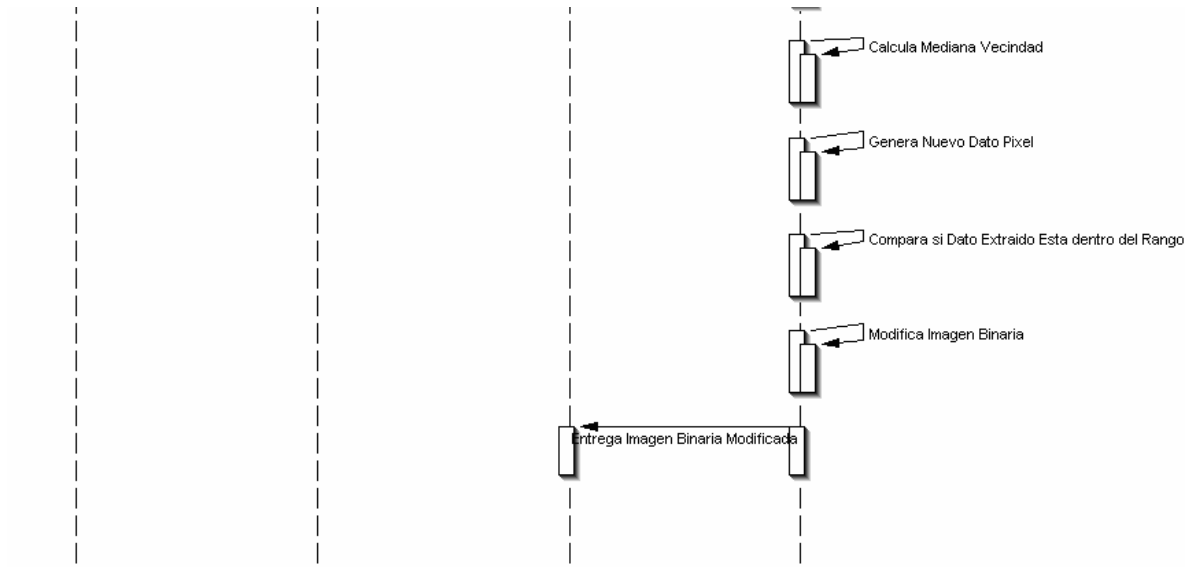 Calcula Mediana Vecindad
Genera Nuevo Dato Pixel
Compara si Dato Extraido Esta dentro del Rango
Modifica Imagen Binaria
Entrega Imagen Binaria Modificada